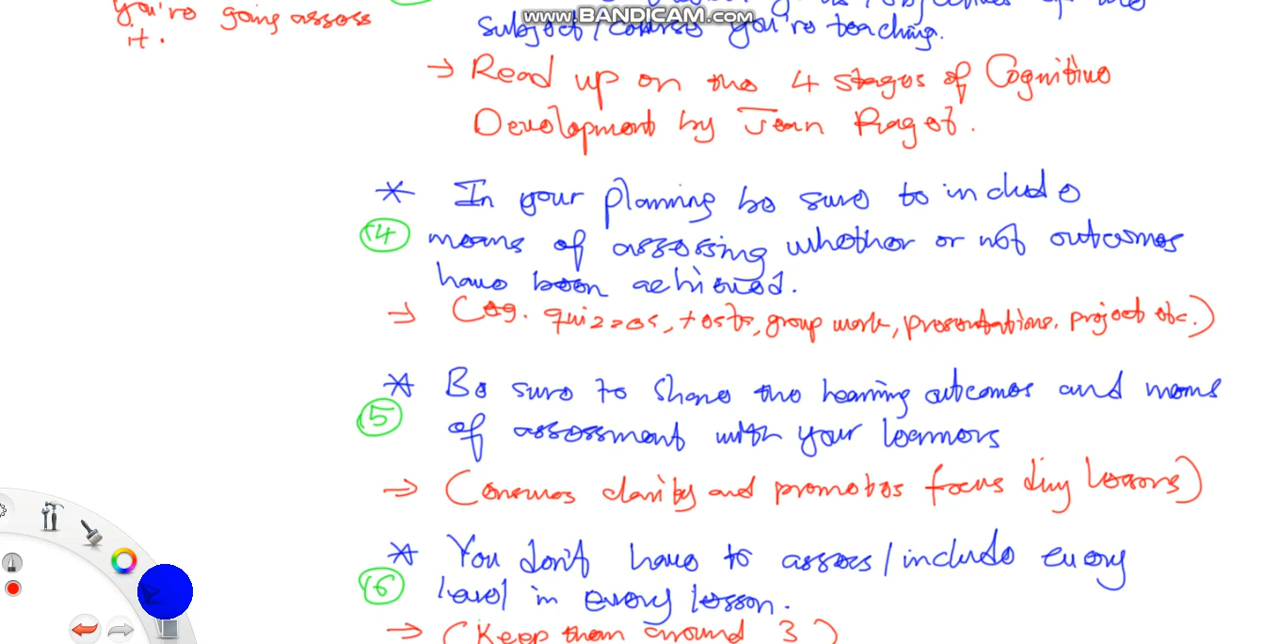 you're going assess
it.
www.BANDICAM.com
subject/course you're teaching.
→ Read up on the 4 stages of Cognitive
Development by Jean Piaget.
* In your planning be sure to include
(4) means of assessing whether or not outcomes
have been achieved.
→ (eg. quizzes, tests, group work, presentations, project etc.)
* Be sure to share the learning outcomes and means
(5) of assessment with your learners
→ (ensures clarity and promotes focus lessons)
* You don't have to assess/include every
(6) level in every lesson.
→ (Keep them around 3)